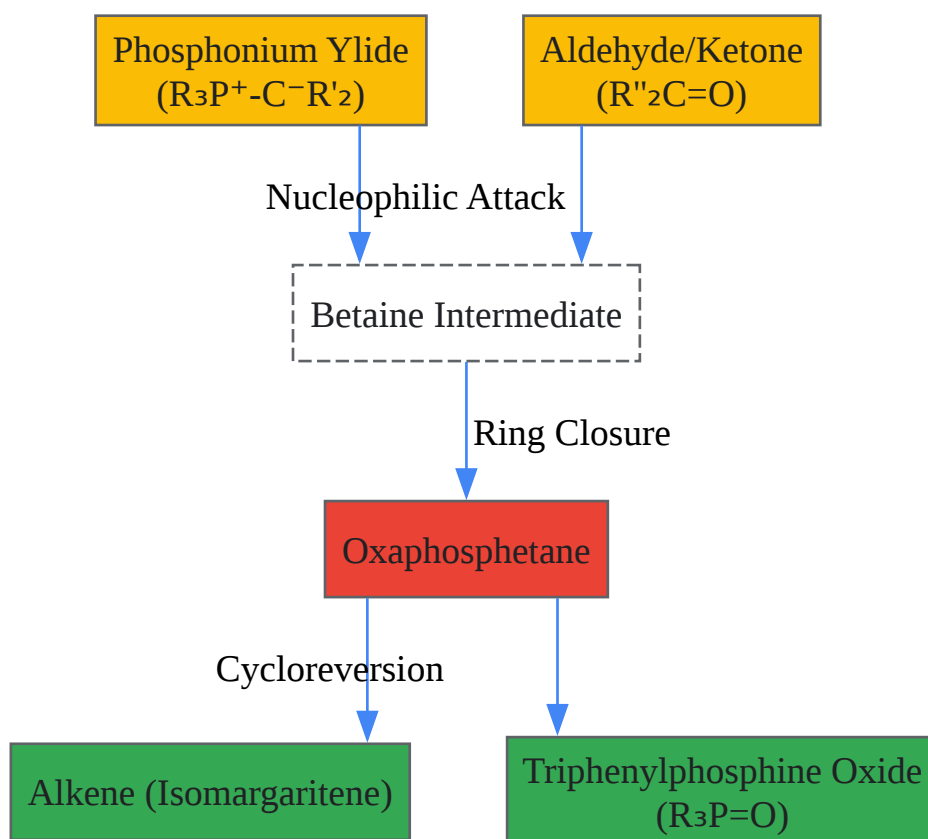 Phosphonium Ylide
(R₃P⁺-C⁻R'₂)
Aldehyde/Ketone
(R"₂C=O)
Nucleophilic Attack
Betaine Intermediate
Ring Closure
Oxaphosphetane
Cycloreversion
Alkene (Isomargaritene)
Triphenylphosphine Oxide
(R₃P=O)